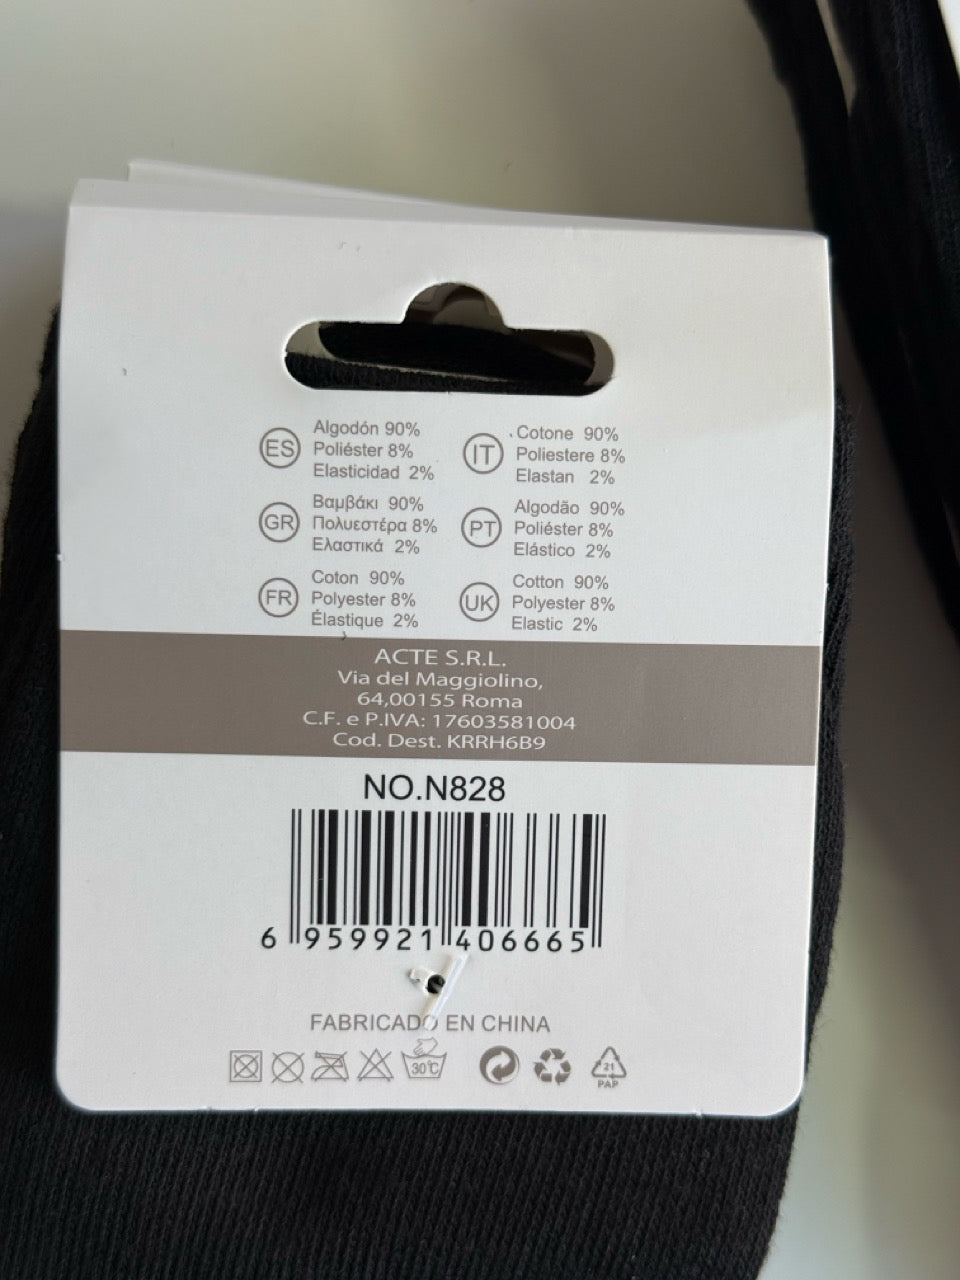 ES
Algodón 90%
Poliéster 8%
Elasticidad 2%
IT
Cotone 90%
Poliestere 8%
Elastan 2%
GR
Βαμβάκι 90%
Πολυεστέρα 8%
Ελαστικά 2%
PT
Algodão 90%
Poliéster 8%
Elástico 2%
FR
Coton 90%
Polyester 8%
Élastique 2%
UK
Cotton 90%
Polyester 8%
Elastic 2%
ACTE S.R.L.
Via del Maggiolino,
64,00155 Roma
C.F. e P.IVA: 17603581004
Cod. Dest. KRRH6B9
NO.N828
6 959921 406665
FABRICADO EN CHINA
30°C
21
PAP